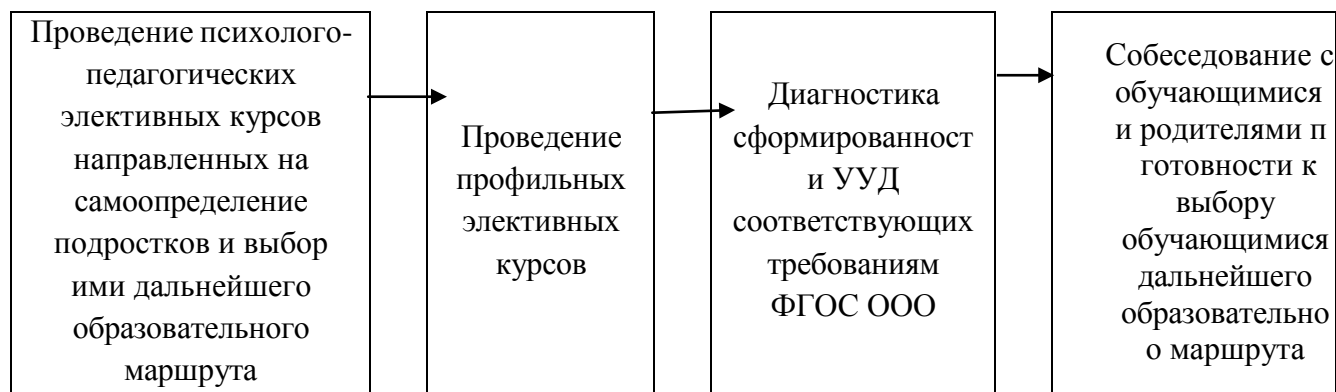 Проведение психолого-
педагогических
элективных курсов
направленных на
самоопределение
подростков и выбор
ими дальнейшего
образовательного
маршрута
Проведение
профильных
элективных
курсов
Диагностика
сформированност
и УУД
соответствующих
требованиям
ФГОС ООО
Собеседование с
обучающимися
и родителями п
готовности к
выбору
обучающимися
дальнейшего
образовательно
о маршрута